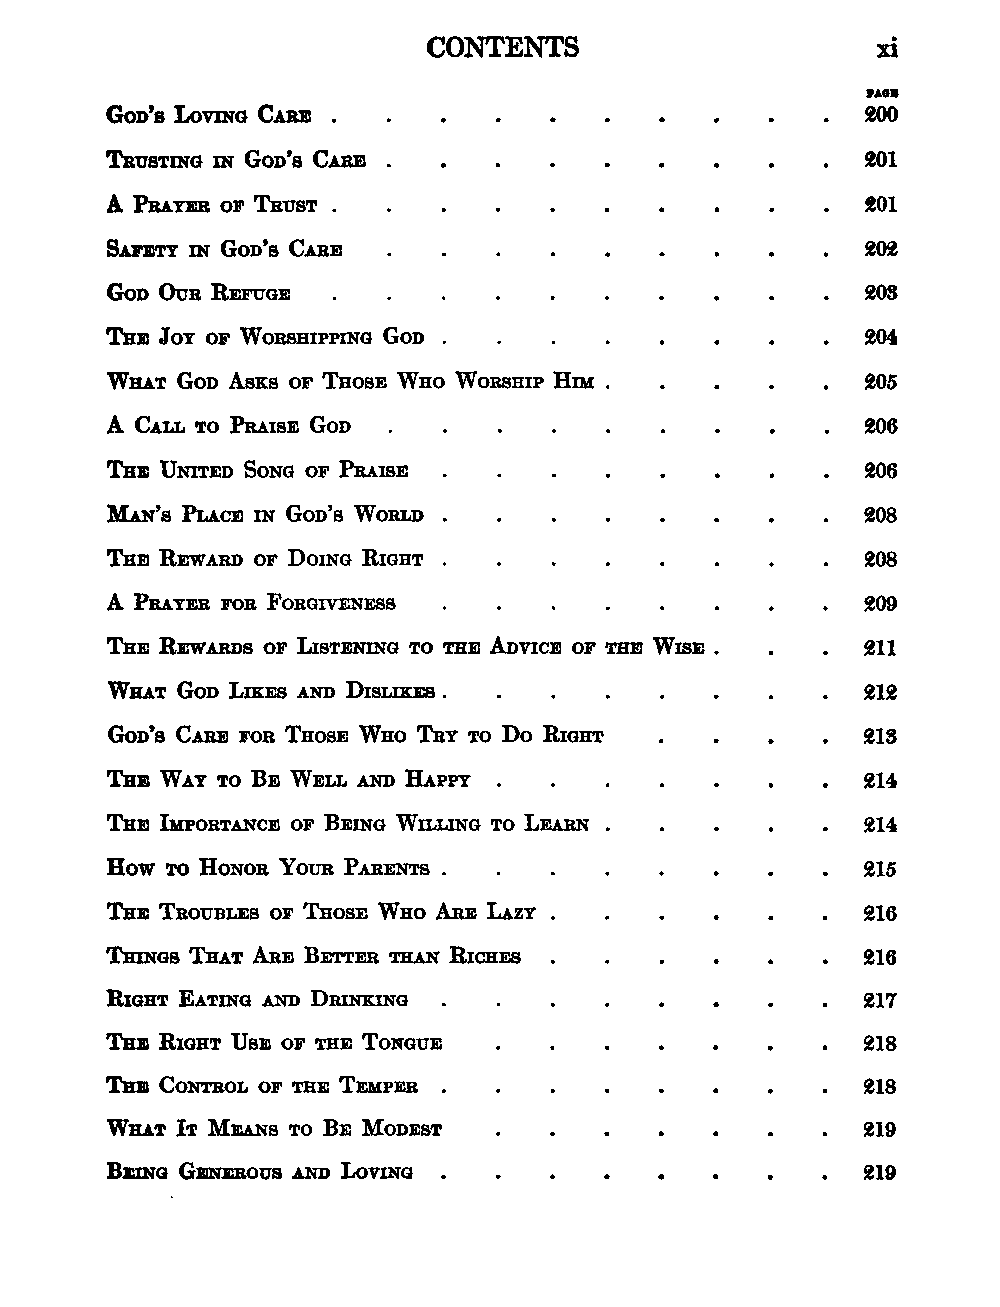 CONTENTS xi
PAGE
God's Loving Care . . . . . . . . . . 200
Trusting in God's Care . . . . . . . . . 201
A Prayer of Trust . . . . . . . . . . 201
Safety in God's Care . . . . . . . . . 202
God Our Refuge . . . . . . . . . . 203
The Joy of Worshipping God . . . . . . . . 204
What God Asks of Those Who Worship Him . . . . . 205
A Call to Praise God . . . . . . . . . 206
The United Song of Praise . . . . . . . . 206
Man's Place in God's World . . . . . . . . 208
The Reward of Doing Right . . . . . . . . 208
A Prayer for Forgiveness . . . . . . . . 209
The Rewards of Listening to the Advice of the Wise . . . 211
What God Likes and Dislikes . . . . . . . . 212
God's Care for Those Who Try to Do Right . . . . 213
The Way to Be Well and Happy . . . . . . . 214
The Importance of Being Willing to Learn . . . . . 214
How to Honor Your Parents . . . . . . . . 215
The Troubles of Those Who Are Lazy . . . . . . 216
Things That Are Better than Riches . . . . . . 216
Right Eating and Drinking . . . . . . . . 217
The Right Use of the Tongue . . . . . . . 218
The Control of the Temper . . . . . . . . 218
What It Means to Be Modest . . . . . . . 219
Being Generous and Loving . . . . . . . . 219